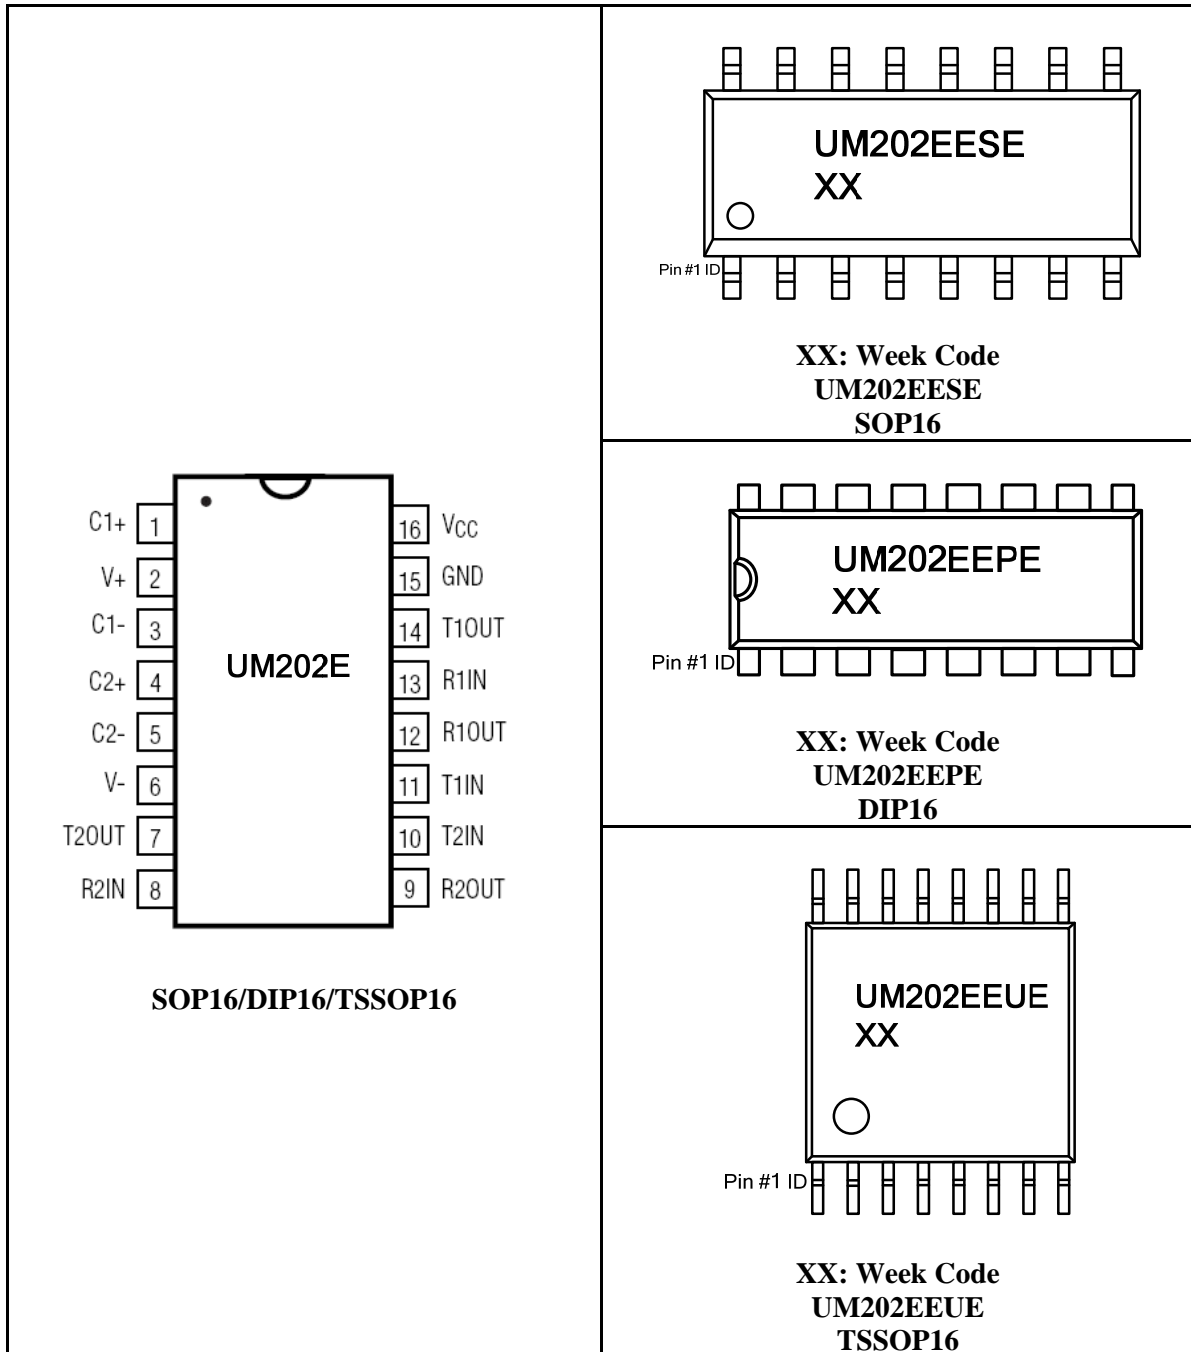 C1+ 1
V+ 2
C1- 3
C2+ 4
C2- 5
V- 6
T2OUT 7
R2IN 8
16 VCC
15 GND
14 T1OUT
13 R1IN
12 R1OUT
11 T1IN
10 T2IN
9 R2OUT
UM202E
SOP16/DIP16/TSSOP16
UM202EESE
XX
Pin #1 ID
XX: Week Code
UM202EESE
SOP16
UM202EEPE
XX
Pin #1 ID
XX: Week Code
UM202EEPE
DIP16
UM202EEUE
XX
Pin #1 ID
XX: Week Code
UM202EEUE
TSSOP16